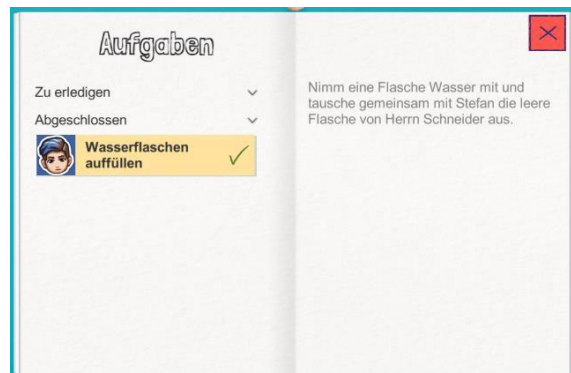 Aufgaben
Zu erledigen
Abgeschlossen
Wasserflaschen
auffüllen
Nimm eine Flasche Wasser mit und
tausche gemeinsam mit Stefan die leere
Flasche von Herrn Schneider aus.